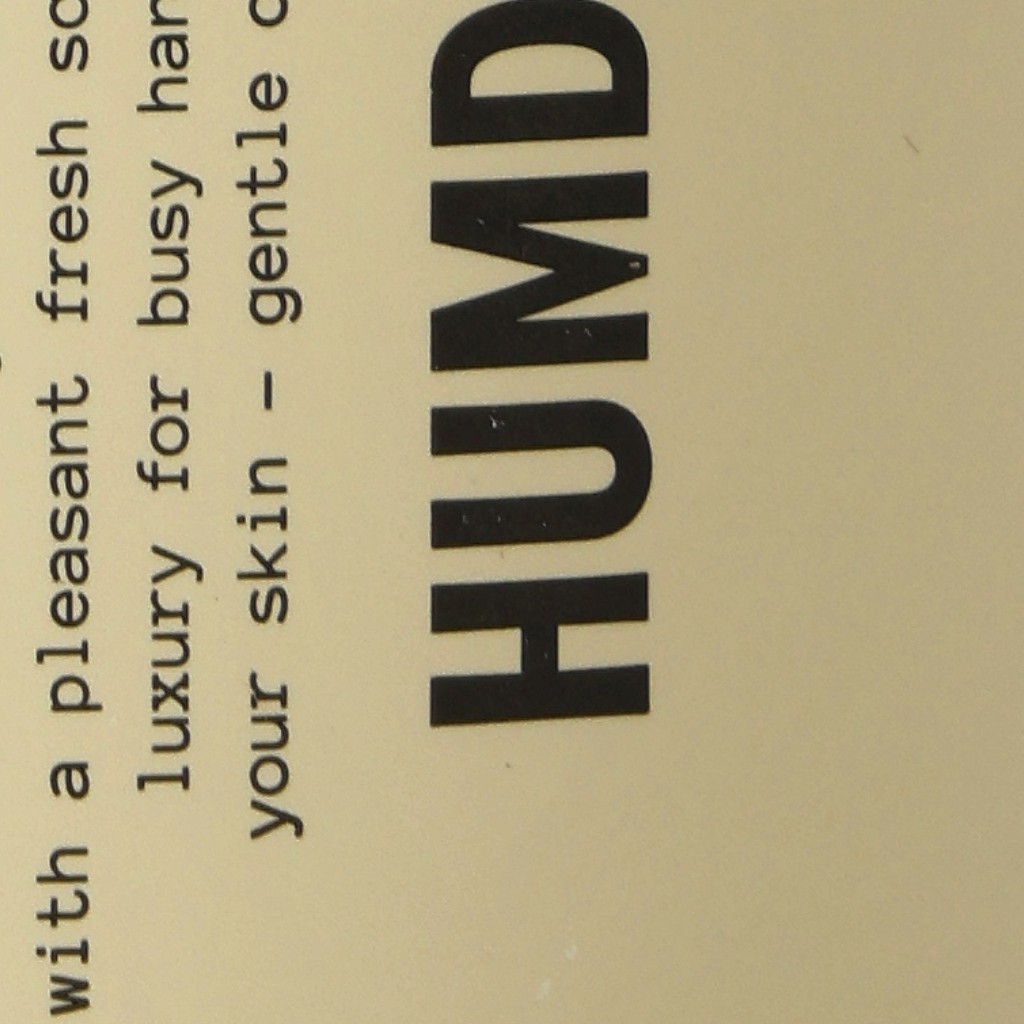 with a pleasant fresh
luxury for busy
your skin – gentle
HUMD